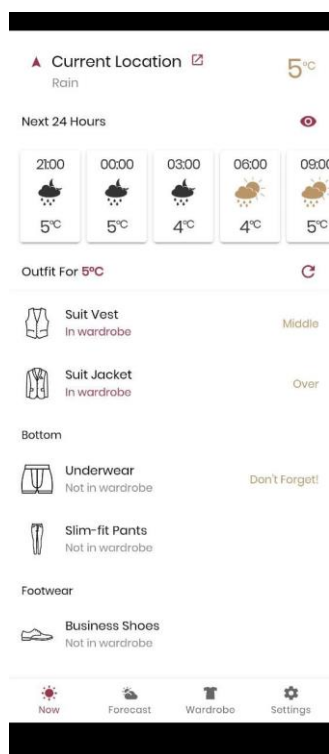 Current Location
5°C
Rain
Next 24 Hours
21:00 00:00 03:00 06:00 09:00
5°C 5°C 4°C 4°C 5°C
Outfit For 5°C
Suit Vest
In wardrobe
Middle
Suit Jacket
In wardrobe
Over
Bottom
Underwear
Not in wardrobe
Don't Forget!
Slim-fit Pants
Not in wardrobe
Footwear
Business Shoes
Not in wardrobe
Now Forecast Wardrobe Settings